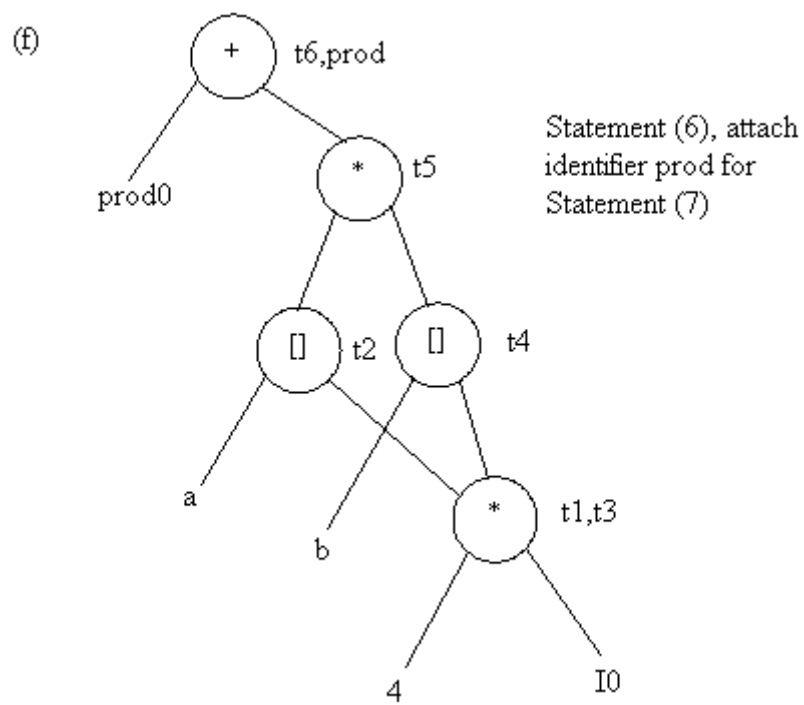 (f)
+
t6,prod
Statement (6), attach
identifier prod for
Statement (7)
prod0
*
t5
[]
t2
[]
t4
a
b
*
t1,t3
4
I0